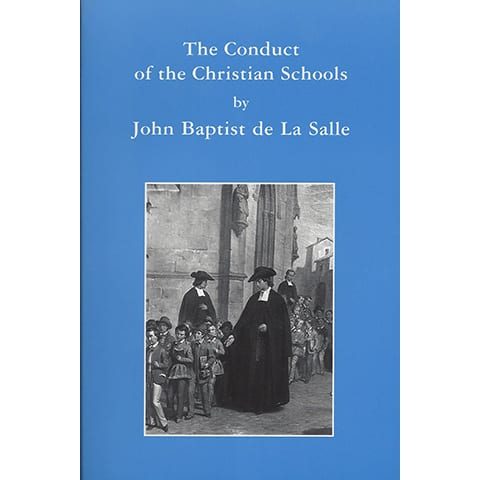 The Conduct
of the Christian Schools
by
John Baptist de La Salle